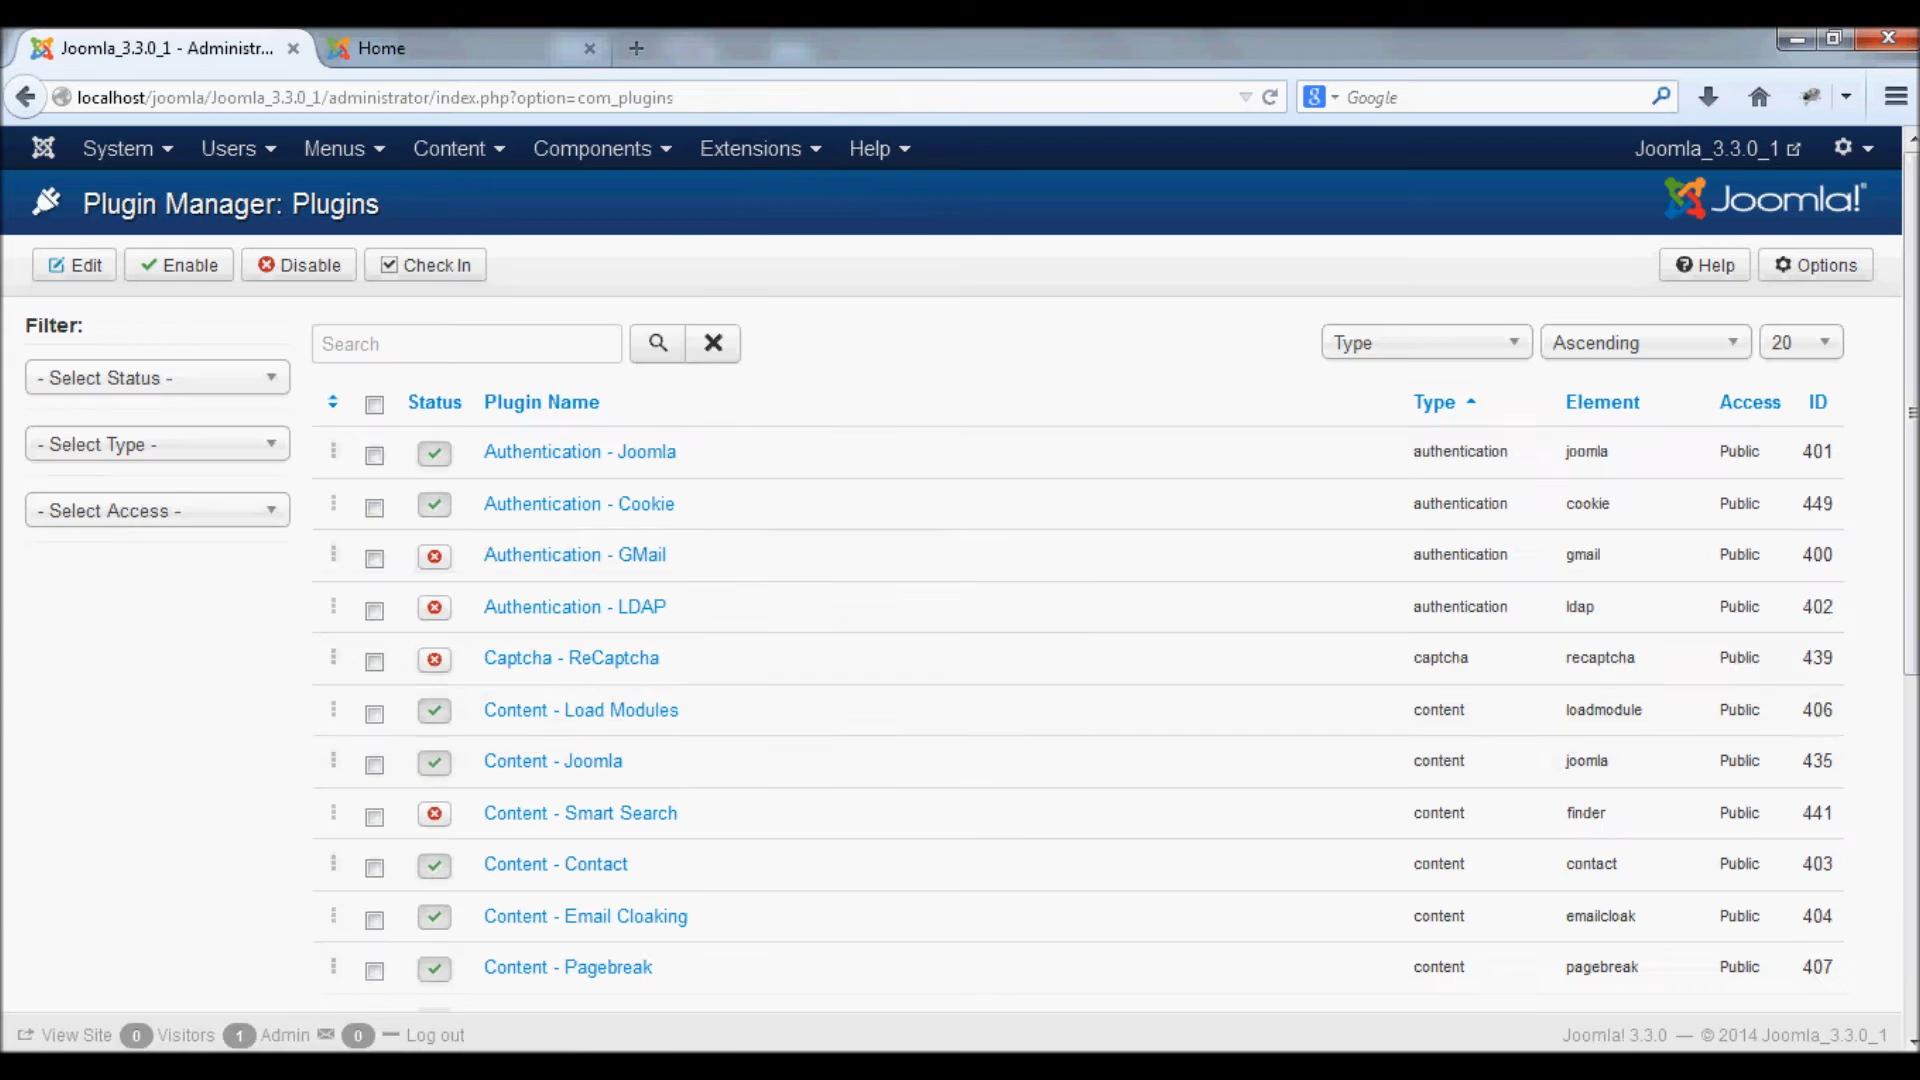 Joomla_3.3.0_1 - Administr... Home
localhost/joomla/Joomla_3.3.0_1/administrator/index.php?option=com_plugins Google
System Users Menus Content Components Extensions Help Joomla_3.3.0_1
Plugin Manager: Plugins Joomla!®
Edit Enable Disable Check In Help Options
Filter:
- Select Status -
- Select Type -
- Select Access -
Search Type Ascending 20
Status Plugin Name Type Element Access ID
Authentication - Joomla authentication joomla Public 401
Authentication - Cookie authentication cookie Public 449
Authentication - GMail authentication gmail Public 400
Authentication - LDAP authentication ldap Public 402
Captcha - ReCaptcha captcha recaptcha Public 439
Content - Load Modules content loadmodule Public 406
Content - Joomla content joomla Public 435
Content - Smart Search content finder Public 441
Content - Contact content contact Public 403
Content - Email Cloaking content emailcloak Public 404
Content - Pagebreak content pagebreak Public 407
View Site 0 Visitors 1 Admin 0 Log out Joomla! 3.3.0 — © 2014 Joomla_3.3.0_1